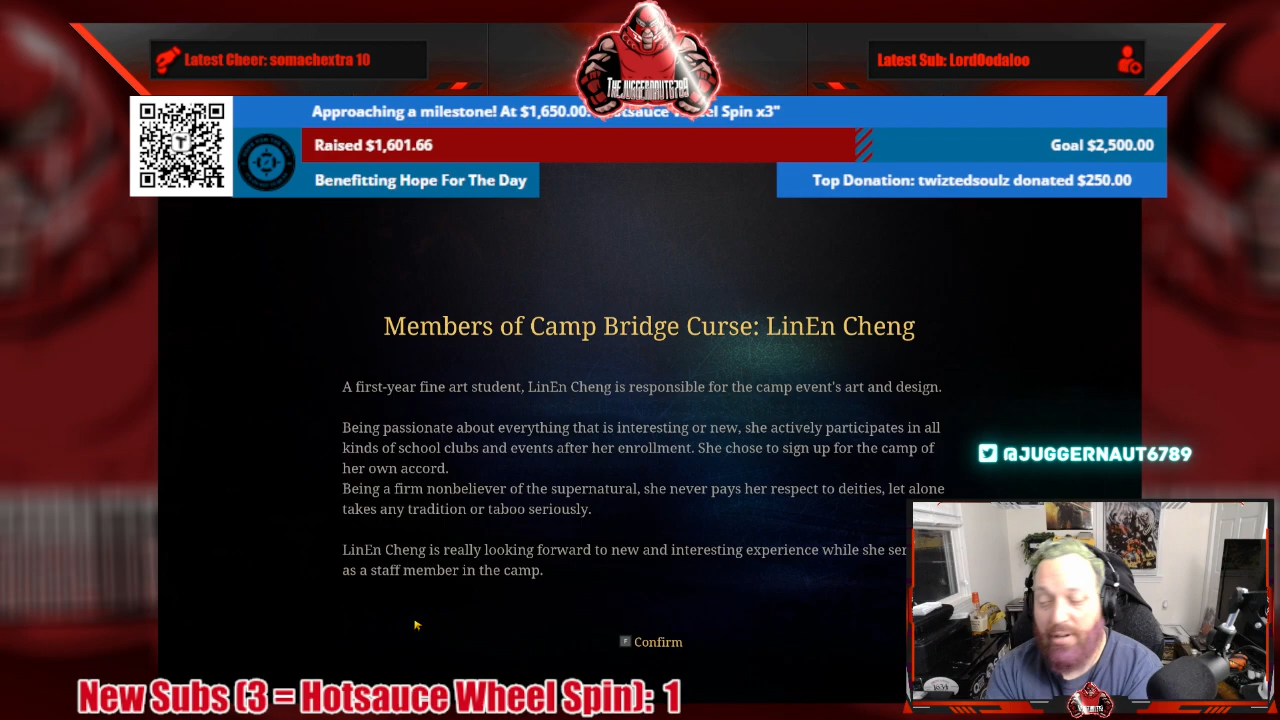 Latest Cheer: somachextra 10
THEJUGGERNAUT6789
Latest Sub: LordOodaloo
Approaching a milestone! At $1,650.00: Spin x3"
Raised $1,601.66
Goal $2,500.00
Benefitting Hope For The Day
Top Donation: twiztedsoulz donated $250.00
Members of Camp Bridge Curse: LinEn Cheng
A first-year fine art student, LinEn Cheng is responsible for the camp event's art and design.
Being passionate about everything that is interesting or new, she actively participates in all
kinds of school clubs and events after her enrollment. She chose to sign up for the camp of
her own accord.
Being a firm nonbeliever of the supernatural, she never pays her respect to deities, let alone
takes any tradition or taboo seriously.
LinEn Cheng is really looking forward to new and interesting experience while she ser
as a staff member in the camp.
@JUGGERNAUT6789
F Confirm
New Subs (3 = Hotsauce Wheel Spin): 1